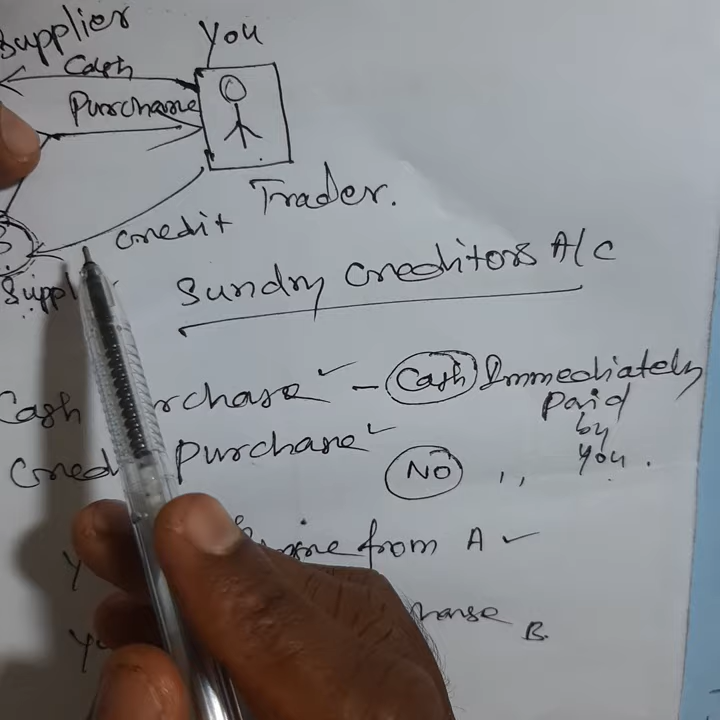 Supplier
You
Cash
Purchase
Trader.
Credit
Sundry Creditors A/C
Cash Purchase ✓ - Cash Immediately
Paid
by
you.
Credit Purchase ✓
NO ,,
from A ✓
B.